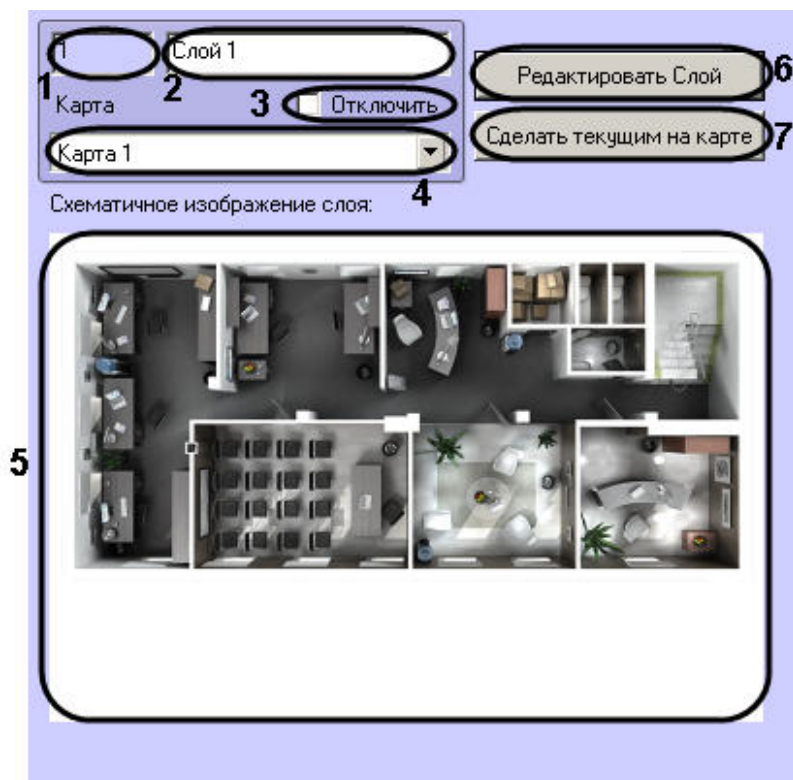 1 Слой 1
1 2
Карта 3 Отключить
Карта 1
4
Редактировать Слой 6
Сделать текущим на карте 7
Схематичное изображение слоя:
5